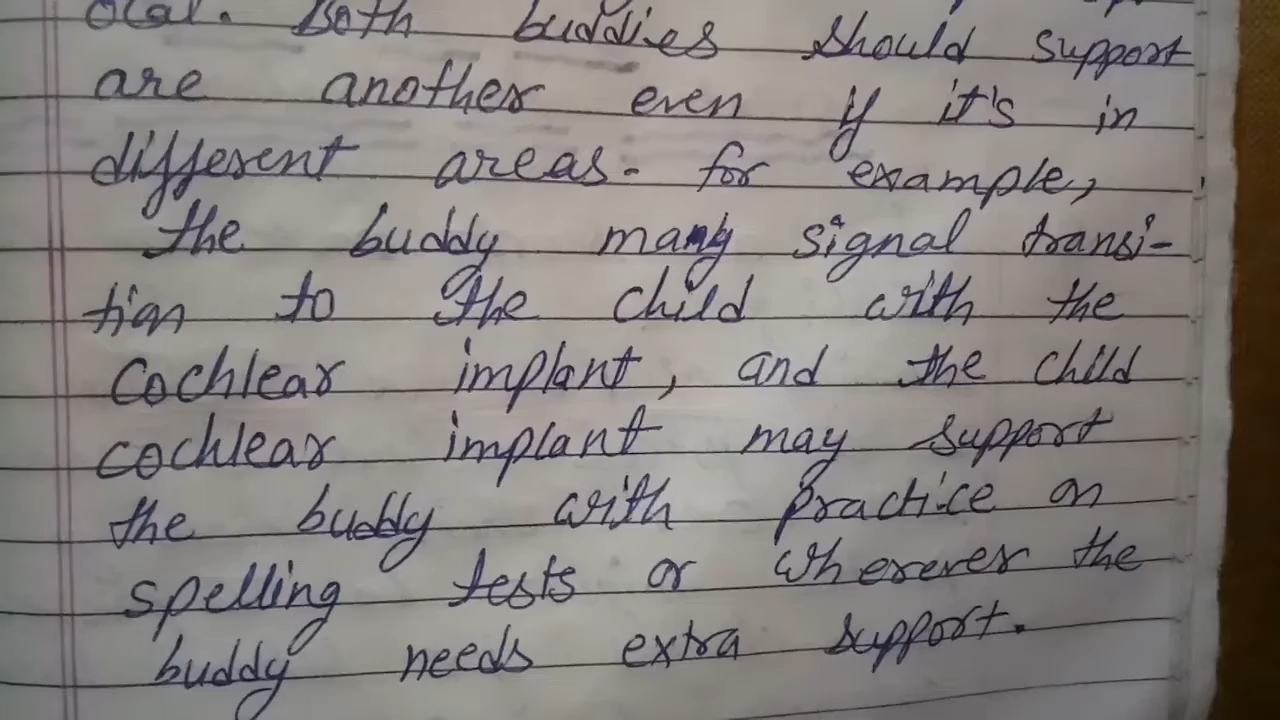 Both buddies should support
are another even if it's in
different areas. for example,
the buddy many signal transi-
tion to the child with the
cochlear implant, and the child
cochlear implant may support
the buddy with practice on
spelling tests or wherever the
buddy needs extra support.